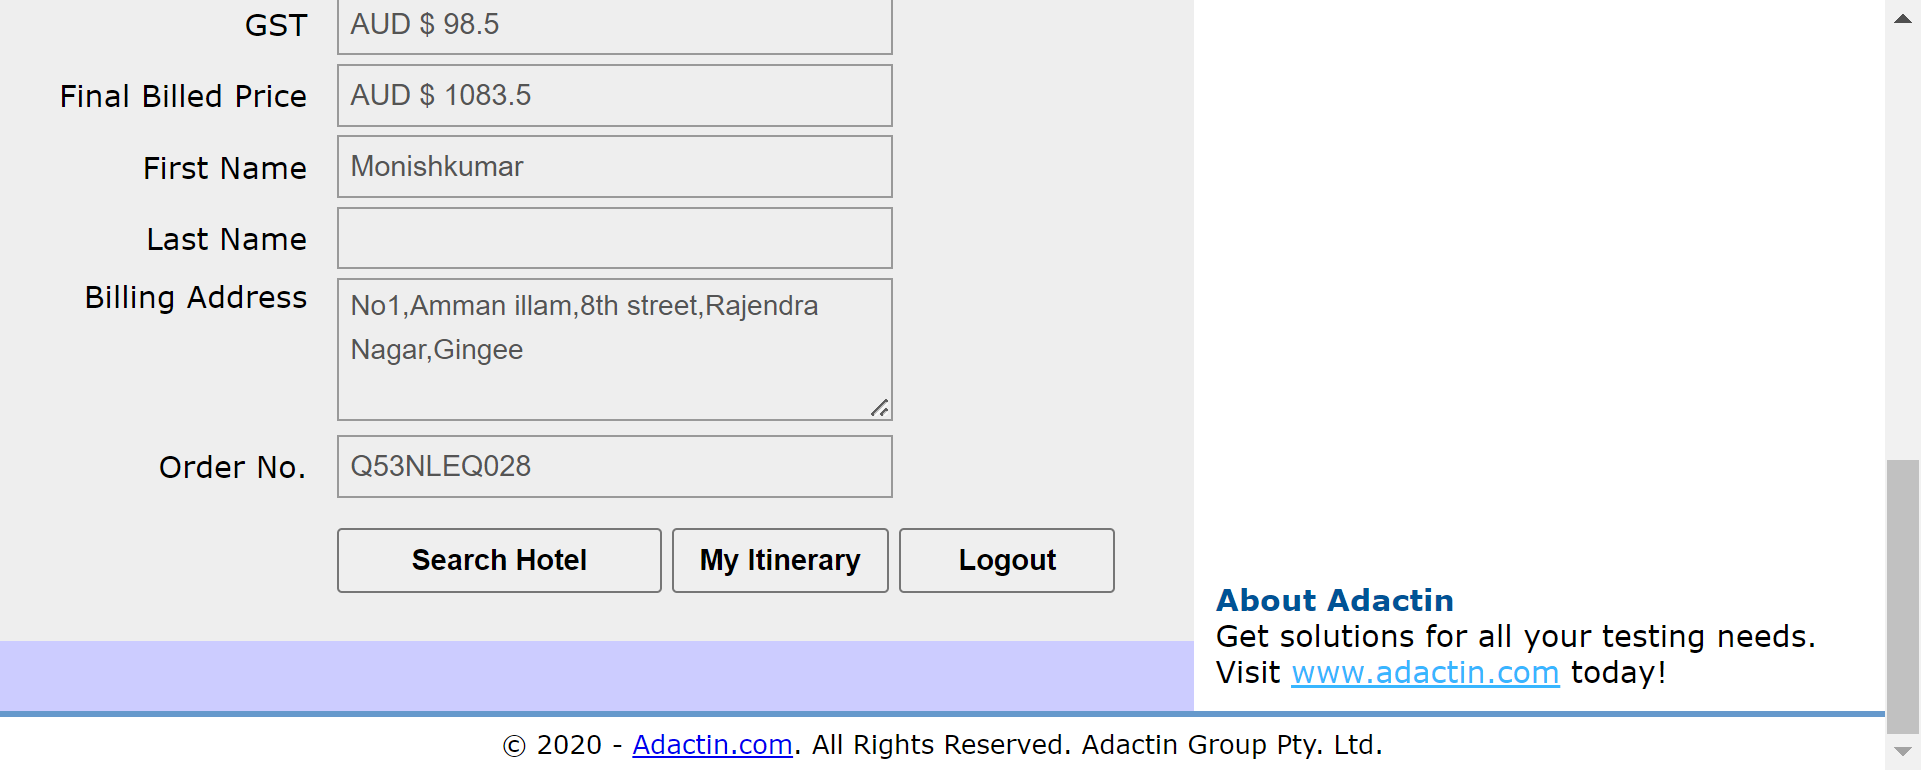 GST AUD $ 98.5
Final Billed Price AUD $ 1083.5
First Name Monishkumar
Last Name
Billing Address No1,Amman illam,8th street,Rajendra
Nagar,Gingee
Order No. Q53NLEQ028
Search Hotel My Itinerary Logout
About Adactin
Get solutions for all your testing needs.
Visit www.adactin.com today!
© 2020 - Adactin.com. All Rights Reserved. Adactin Group Pty. Ltd.